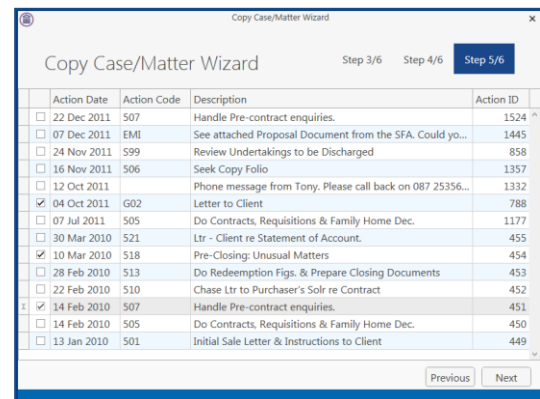 Copy Case/Matter Wizard
Copy Case/Matter Wizard Step 3/6 Step 4/6 Step 5/6
Action Date Action Code Description Action ID
22 Dec 2011 507 Handle Pre-contract enquiries. 1524
07 Dec 2011 EMI See attached Proposal Document from the SFA. Could yo... 1445
24 Nov 2011 S99 Review Undertakings to be Discharged 858
16 Nov 2011 506 Seek Copy Folio 1357
12 Oct 2011 Phone message from Tony. Please call back on 087 25356... 1332
04 Oct 2011 G02 Letter to Client 788
07 Jul 2011 505 Do Contracts, Requisitions & Family Home Dec. 1177
30 Mar 2010 521 Ltr - Client re Statement of Account. 455
10 Mar 2010 518 Pre-Closing: Unusual Matters 454
28 Feb 2010 513 Do Redemption Figs. & Prepare Closing Documents 453
22 Feb 2010 510 Chase Ltr to Purchaser's Solr re Contract 452
14 Feb 2010 507 Handle Pre-contract enquiries. 451
14 Feb 2010 505 Do Contracts, Requisitions & Family Home Dec. 450
13 Jan 2010 501 Initial Sale Letter & Instructions to Client 449
Previous Next